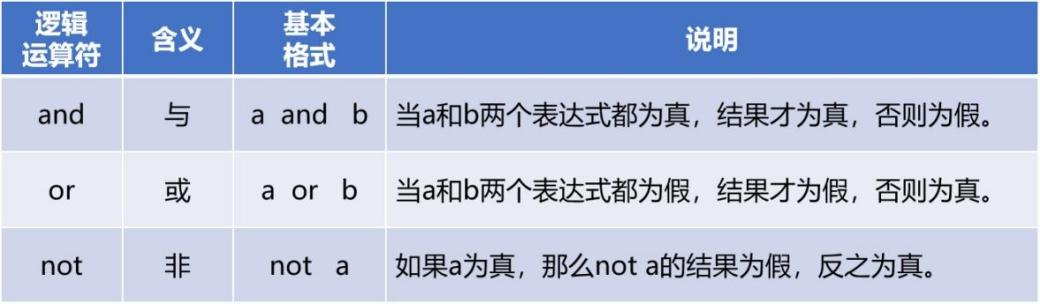 逻辑运算符 含义 基本格式 说明
and 与 a and b 当a和b两个表达式都为真，结果才为真，否则为假。
or 或 a or b 当a和b两个表达式都为假，结果才为假，否则为真。
not 非 not a 如果a为真，那么not a的结果为假，反之为真。